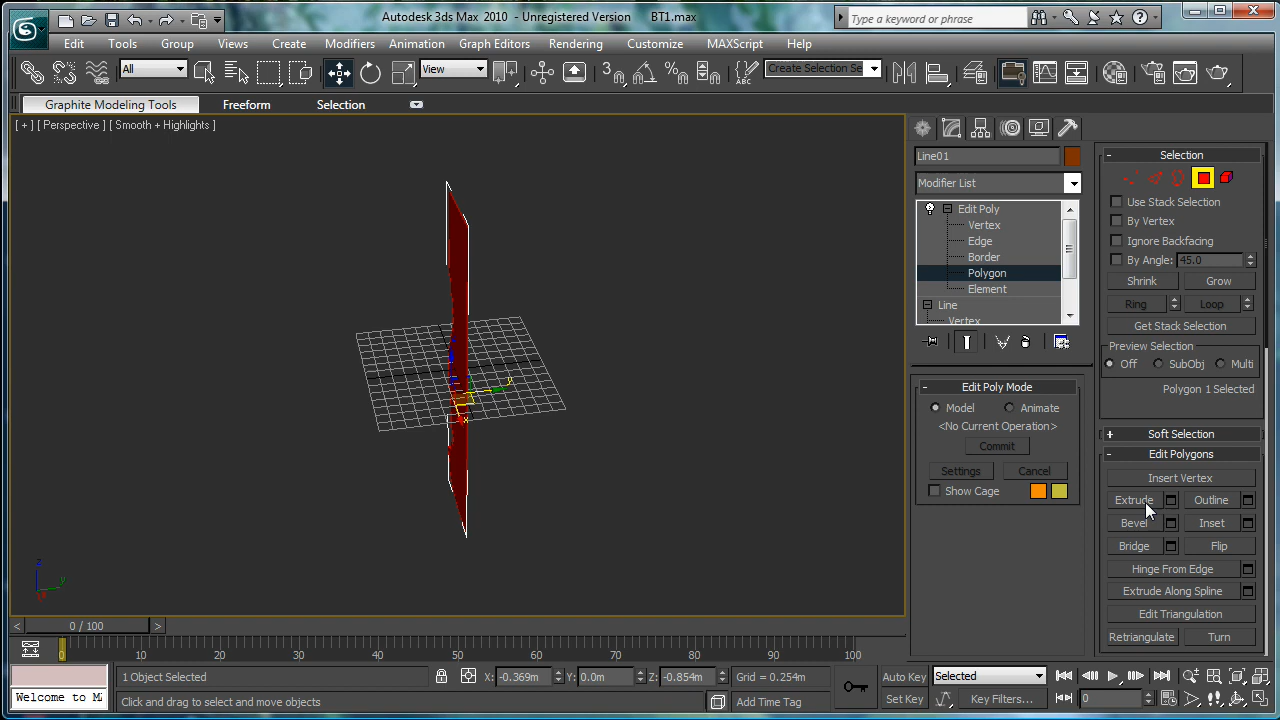 Autodesk 3ds Max 2010 - Unregistered Version BT1.max
Type a keyword or phrase
Edit Tools Group Views Create Modifiers Animation Graph Editors Rendering Customize MAXScript Help
All View 3 Create Selection Se
Graphite Modeling Tools Freeform Selection
[ + ] [ Perspective ] [ Smooth + Highlights ]
Line01
Modifier List
Edit Poly
Vertex
Edge
Border
Polygon
Element
Line
Vertex
- Edit Poly Mode
Model Animate
<No Current Operation>
Commit
Settings Cancel
Show Cage
- Selection
Use Stack Selection
By Vertex
Ignore Backfacing
By Angle: 45.0
Shrink Grow
Ring Loop
Get Stack Selection
Preview Selection
Off SubObj Multi
Polygon 1 Selected
+ Soft Selection
- Edit Polygons
Insert Vertex
Extrude Outline
Bevel Inset
Bridge Flip
Hinge From Edge
Extrude Along Spline
Edit Triangulation
Retriangulate Turn
y
x
z
y
x
< 0 / 100 >
0 10 20 30 40 50 60 70 80 90 100
1 Object Selected X: -0.369m Y: 0.0m Z: -0.854m Grid = 0.254m Auto Key Selected
Welcome to MA Click and drag to select and move objects Add Time Tag Set Key Key Filters... 0